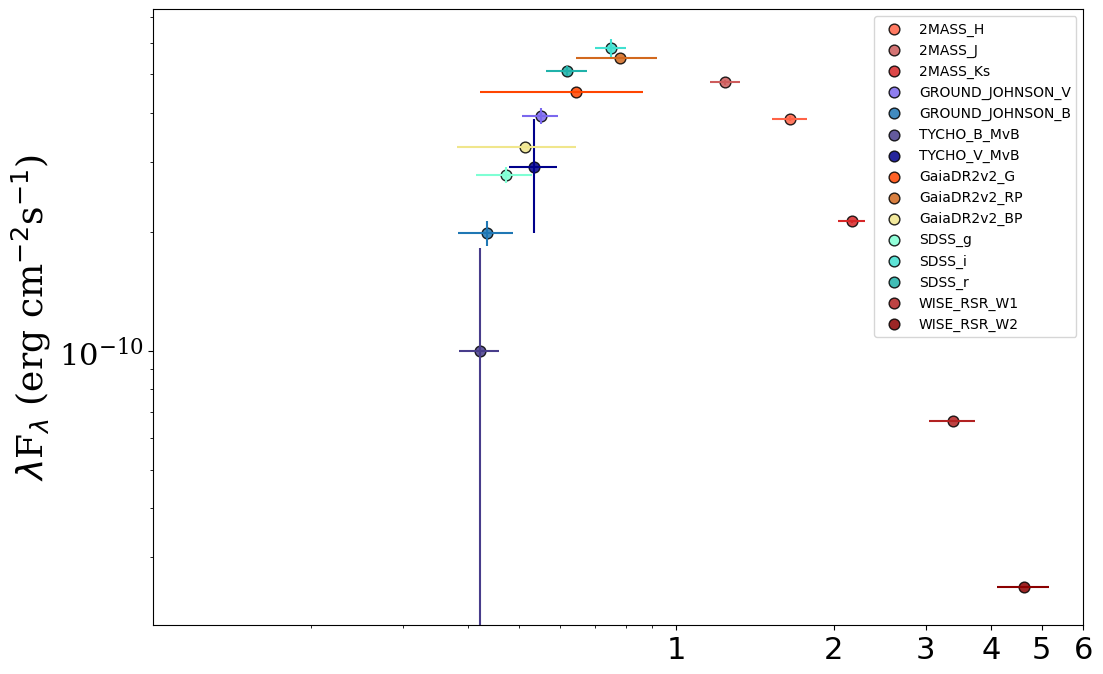 λF_λ (erg cm⁻²s⁻¹)
10⁻¹⁰
2MASS_H
2MASS_J
2MASS_Ks
GROUND_JOHNSON_V
GROUND_JOHNSON_B
TYCHO_B_MvB
TYCHO_V_MvB
GaiaDR2v2_G
GaiaDR2v2_RP
GaiaDR2v2_BP
SDSS_g
SDSS_i
SDSS_r
WISE_RSR_W1
WISE_RSR_W2
1 2 3 4 5 6